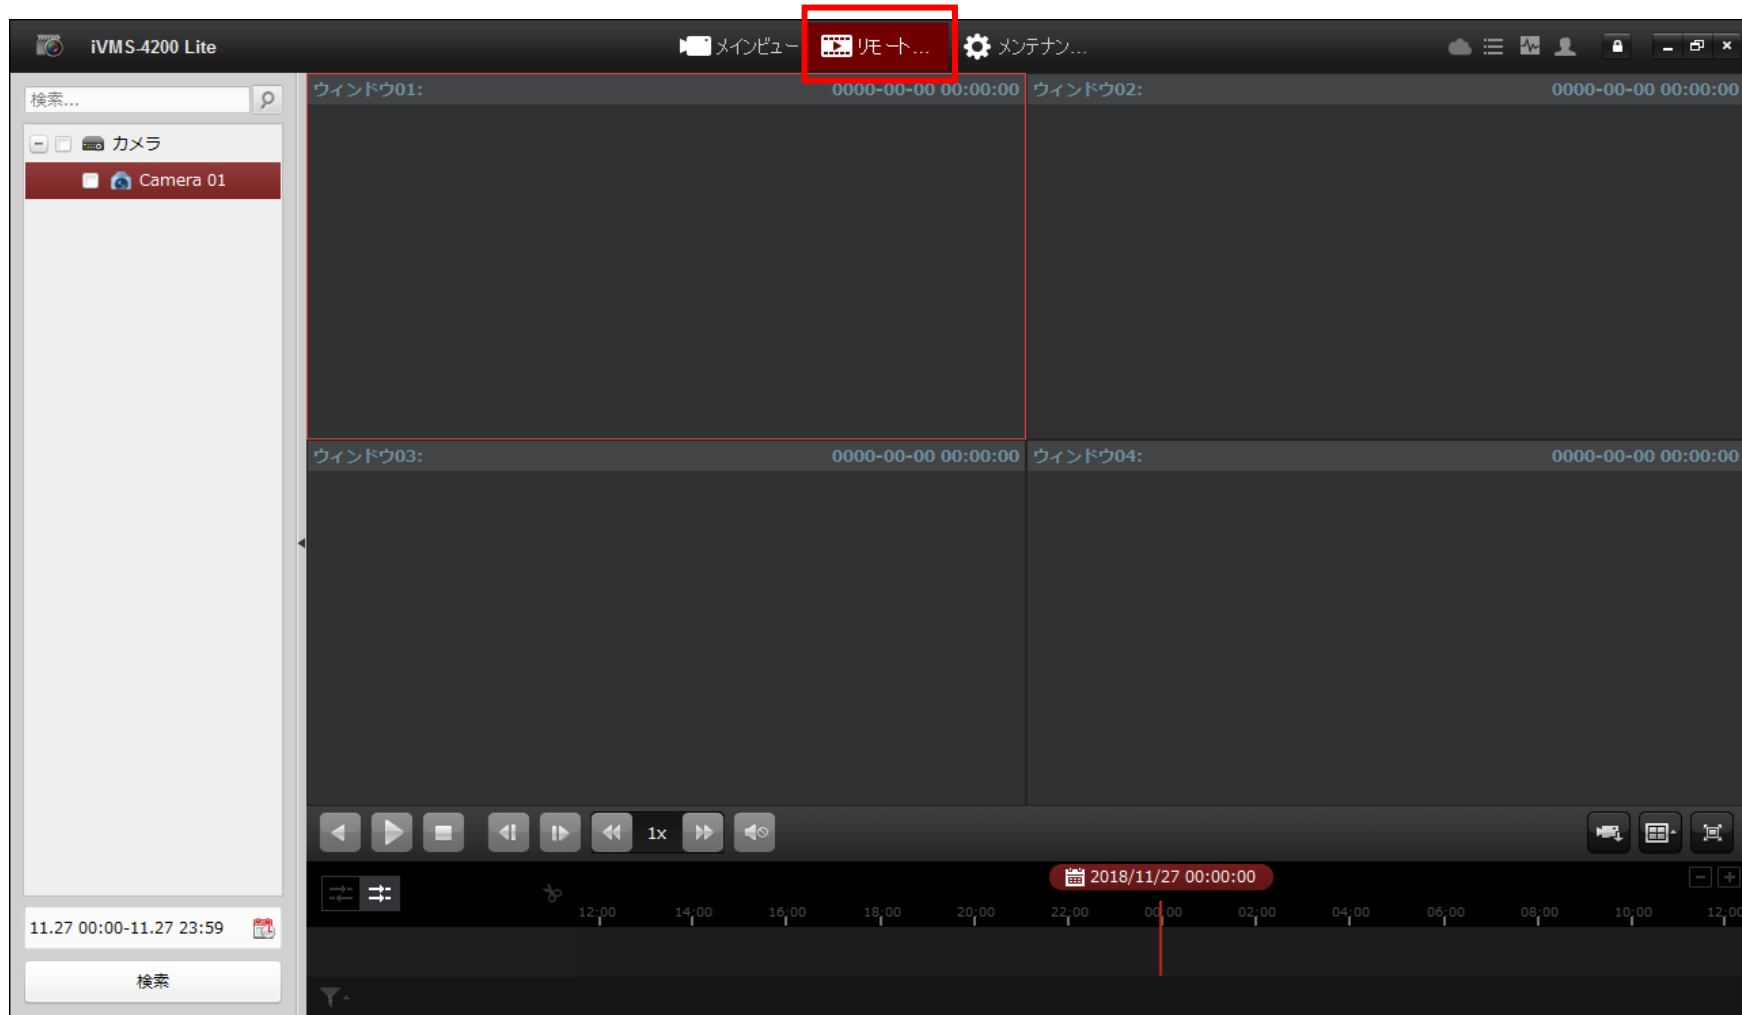 iVMS-4200 Lite
メインビュー
リモート...
メンテナン...
検索...
カメラ
Camera 01
ウィンドウ01:
0000-00-00 00:00:00
ウィンドウ02:
0000-00-00 00:00:00
ウィンドウ03:
0000-00-00 00:00:00
ウィンドウ04:
0000-00-00 00:00:00
1x
2018/11/27 00:00:00
12:00 14:00 16:00 18:00 20:00 22:00 00:00 02:00 04:00 06:00 08:00 10:00 12:00
11.27 00:00-11.27 23:59
検索